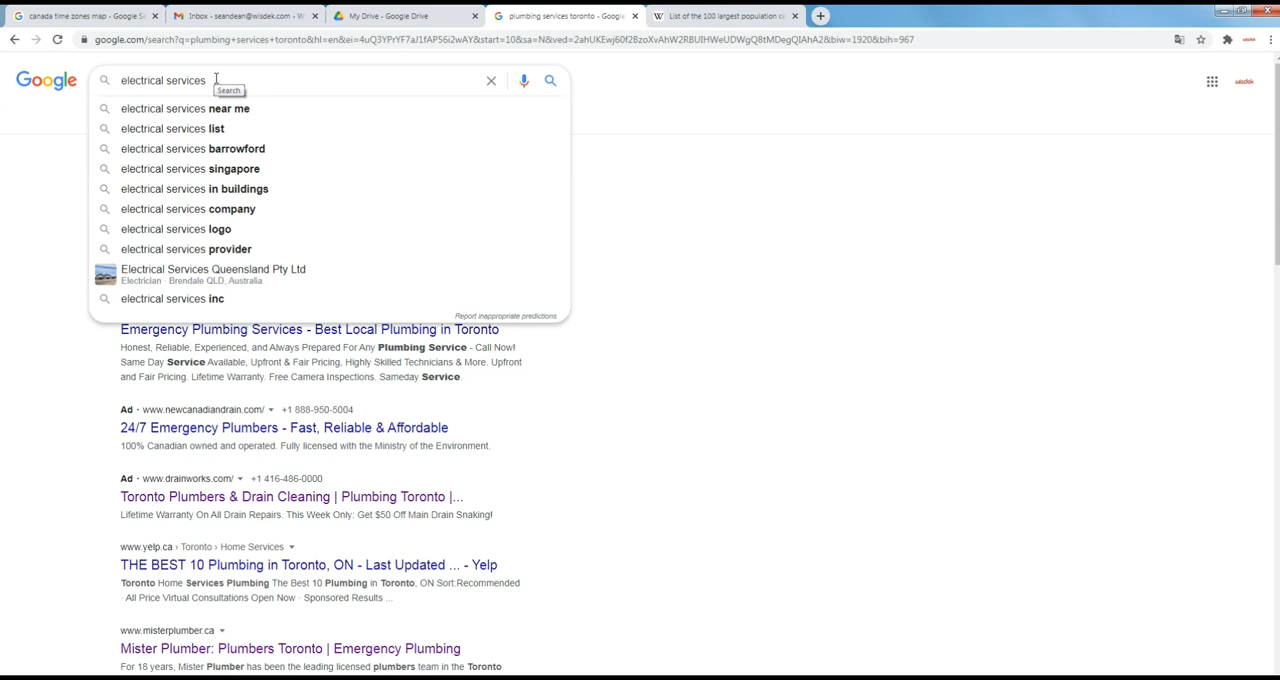 canada time zones map - Google Se
Inbox - seandean@wisdek.com - W
My Drive - Google Drive
plumbing services toronto - Google
List of the 100 largest population ce
google.com/search?q=plumbing+services+toronto&hl=en&ei=4uQ3YPrYF7aJ1fAP56i2wAY&start=10&sa=N&ved=2ahUKEwj60f2BzoXvAhW2RBUIHWeUDWgQ8tMDegQIAhA2&biw=1920&bih=967
Google
electrical services
wisdek
Search
electrical services near me
electrical services list
electrical services barrowford
electrical services singapore
electrical services in buildings
electrical services company
electrical services logo
electrical services provider
Electrical Services Queensland Pty Ltd
Electrician · Brendale QLD, Australia
electrical services inc
Report inappropriate predictions
Emergency Plumbing Services - Best Local Plumbing in Toronto
Honest, Reliable, Experienced, and Always Prepared For Any Plumbing Service - Call Now!
Same Day Service Available, Upfront & Fair Pricing, Highly Skilled Technicians & More. Upfront
and Fair Pricing. Lifetime Warranty. Free Camera Inspections. Sameday Service.
Ad · www.newcanadiandrain.com/ +1 888-950-5004
24/7 Emergency Plumbers - Fast, Reliable & Affordable
100% Canadian owned and operated. Fully licensed with the Ministry of the Environment.
Ad · www.drainworks.com/ +1 416-486-0000
Toronto Plumbers & Drain Cleaning | Plumbing Toronto |...
Lifetime Warranty On All Drain Repairs. This Week Only: Get $50 Off Main Drain Snaking!
www.yelp.ca › Toronto › Home Services
THE BEST 10 Plumbing in Toronto, ON - Last Updated ... - Yelp
Toronto Home Services Plumbing The Best 10 Plumbing in Toronto, ON Sort:Recommended
· All Price Virtual Consultations Open Now · Sponsored Results ...
www.misterplumber.ca
Mister Plumber: Plumbers Toronto | Emergency Plumbing
For 18 years, Mister Plumber has been the leading licensed plumbers team in the Toronto